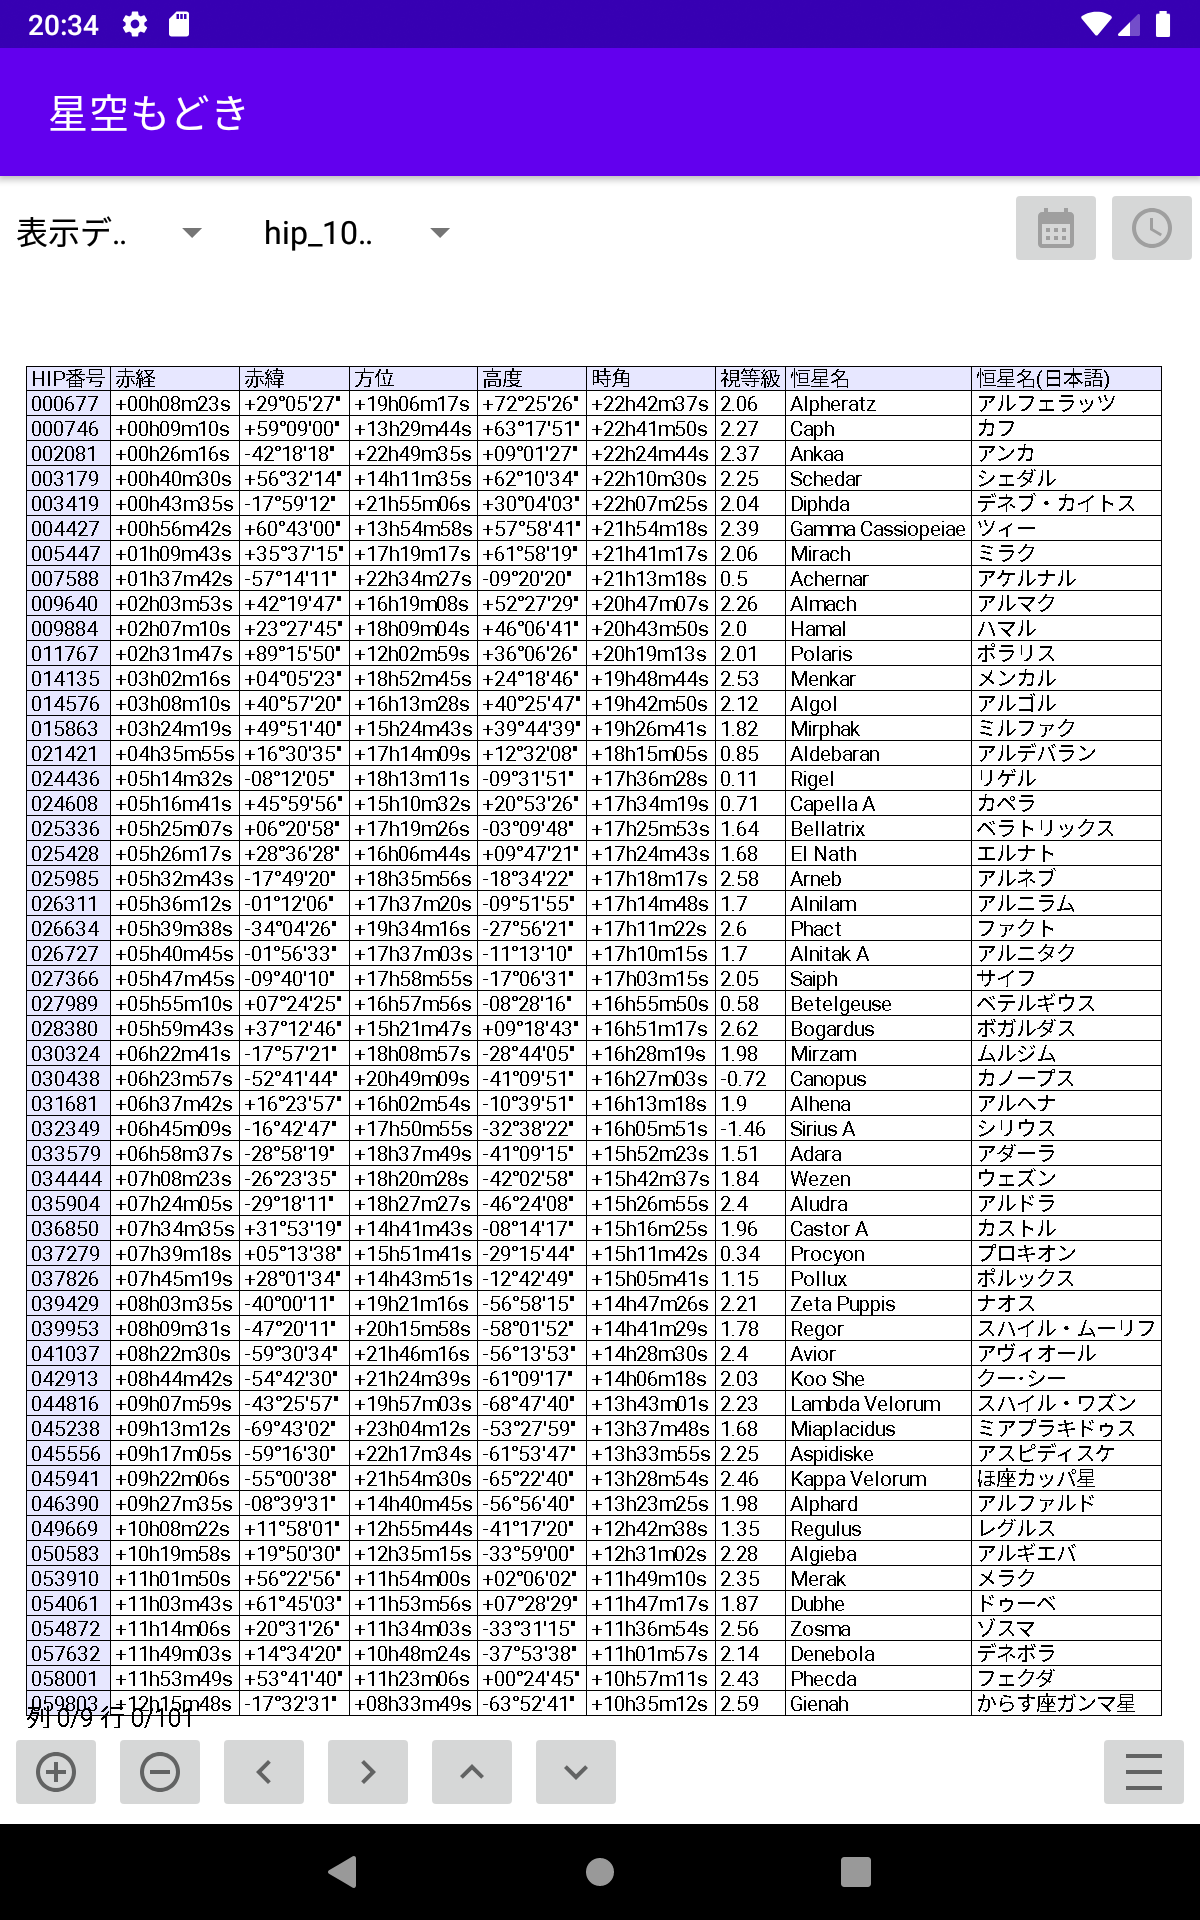 20:34
星空もどき
表示デ.. hip_10..
HIP番号 赤経 赤緯 方位 高度 時角 視等級 恒星名 恒星名(日本語)
000677 +00h08m23s +29°05'27" +19h06m17s +72°25'26" +22h42m37s 2.06 Alpheratz アルフェラッツ
000746 +00h09m10s +59°09'00" +13h29m44s +63°17'51" +22h41m50s 2.27 Caph カフ
002081 +00h26m16s -42°18'18" +22h49m35s +09°01'27" +22h24m44s 2.37 Ankaa アンカ
003179 +00h40m30s +56°32'14" +14h11m35s +62°10'34" +22h10m30s 2.25 Schedar シェダル
003419 +00h43m35s -17°59'12" +21h55m06s +30°04'03" +22h07m25s 2.04 Diphda デネブ・カイトス
004427 +00h56m42s +60°43'00" +13h54m58s +57°58'41" +21h54m18s 2.39 Gamma Cassiopeiae ツィー
005447 +01h09m43s +35°37'15" +17h19m17s +61°58'19" +21h41m17s 2.06 Mirach ミラク
007588 +01h37m42s -57°14'11" +22h34m27s -09°20'20" +21h13m18s 0.5 Achernar アケルナル
009640 +02h03m53s +42°19'47" +16h19m08s +52°27'29" +20h47m07s 2.26 Almach アルマク
009884 +02h07m10s +23°27'45" +18h09m04s +46°06'41" +20h43m50s 2.0 Hamal ハマル
011767 +02h31m47s +89°15'50" +12h02m59s +36°06'26" +20h19m13s 2.01 Polaris ポラリス
014135 +03h02m16s +04°05'23" +18h52m45s +24°18'46" +19h48m44s 2.53 Menkar メンカル
014576 +03h08m10s +40°57'20" +16h13m28s +40°25'47" +19h42m50s 2.12 Algol アルゴル
015863 +03h24m19s +49°51'40" +15h24m43s +39°44'39" +19h26m41s 1.82 Mirphak ミルファク
021421 +04h35m55s +16°30'35" +17h14m09s +12°32'08" +18h15m05s 0.85 Aldebaran アルデバラン
024436 +05h14m32s -08°12'05" +18h13m11s -09°31'51" +17h36m28s 0.11 Rigel リゲル
024608 +05h16m41s +45°59'56" +15h10m32s +20°53'26" +17h34m19s 0.71 Capella A カペラ
025336 +05h25m07s +06°20'58" +17h19m26s -03°09'48" +17h25m53s 1.64 Bellatrix ベラトリックス
025428 +05h26m17s +28°36'28" +16h06m44s +09°47'21" +17h24m43s 1.68 El Nath エルナト
025985 +05h32m43s -17°49'20" +18h35m56s -18°34'22" +17h18m17s 2.58 Arneb アルネブ
026311 +05h36m12s -01°12'06" +17h37m20s -09°51'55" +17h14m48s 1.7 Alnilam アルニラム
026634 +05h39m38s -34°04'26" +19h34m16s -27°56'21" +17h11m22s 2.6 Phact ファクト
026727 +05h40m45s -01°56'33" +17h37m03s -11°13'10" +17h10m15s 1.7 Alnitak A アルニタク
027366 +05h47m45s -09°40'10" +17h58m55s -17°06'31" +17h03m15s 2.05 Saiph サイフ
027989 +05h55m10s +07°24'25" +16h57m56s -08°28'16" +16h55m50s 0.58 Betelgeuse ベテルギウス
028380 +05h59m43s +37°12'46" +15h21m47s +09°18'43" +16h51m17s 2.62 Bogardus ボガルダス
030324 +06h22m41s -17°57'21" +18h08m57s -28°44'05" +16h28m19s 1.98 Mirzam ムルジム
030438 +06h23m57s -52°41'44" +20h49m09s -41°09'51" +16h27m03s -0.72 Canopus カノープス
031681 +06h37m42s +16°23'57" +16h02m54s -10°39'51" +16h13m18s 1.9 Alhena アルヘナ
032349 +06h45m09s -16°42'47" +17h50m55s -32°38'22" +16h05m51s -1.46 Sirius A シリウス
033579 +06h58m37s -28°58'19" +18h37m49s -41°09'15" +15h52m23s 1.51 Adara アダーラ
034444 +07h08m23s -26°23'35" +18h20m28s -42°02'58" +15h42m37s 1.84 Wezen ウェズン
035904 +07h24m05s -29°18'11" +18h27m27s -46°24'08" +15h26m55s 2.4 Aludra アルドラ
036850 +07h34m35s +31°53'19" +14h41m43s -08°14'17" +15h16m25s 1.96 Castor A カストル
037279 +07h39m18s +05°13'38" +15h51m41s -29°15'44" +15h11m42s 0.34 Procyon プロキオン
037826 +07h45m19s +28°01'34" +14h43m51s -12°42'49" +15h05m41s 1.15 Pollux ポルックス
039429 +08h03m35s -40°00'11" +19h21m16s -56°58'15" +14h47m26s 2.21 Zeta Puppis ナオス
039953 +08h09m31s -47°20'11" +20h15m58s -58°01'52" +14h41m29s 1.78 Regor スハイル・ムーリフ
041037 +08h22m30s -59°30'34" +21h46m16s -56°13'53" +14h28m30s 2.4 Avior アヴィオール
042913 +08h44m42s -54°42'30" +21h24m39s -61°09'17" +14h06m18s 2.03 Koo She クー・シー
044816 +09h07m59s -43°25'57" +19h57m03s -68°47'40" +13h43m01s 2.23 Lambda Velorum スハイル・ワズン
045238 +09h13m12s -69°43'02" +23h04m12s -53°27'59" +13h37m48s 1.68 Miaplacidus ミアプラキドゥス
045556 +09h17m05s -59°16'30" +22h17m34s -61°53'47" +13h33m55s 2.25 Aspidiske アスピディスケ
045941 +09h22m06s -55°00'38" +21h54m30s -65°22'40" +13h28m54s 2.46 Kappa Velorum ほ座カッパ星
046390 +09h27m35s -08°39'31" +14h40m45s -56°56'40" +13h23m25s 1.98 Alphard アルファルド
049669 +10h08m22s +11°58'01" +12h55m44s -41°17'20" +12h42m38s 1.35 Regulus レグルス
050583 +10h19m58s +19°50'30" +12h35m15s -33°59'00" +12h31m02s 2.28 Algieba アルギエバ
053910 +11h01m50s +56°22'56" +11h54m00s +02°06'02" +11h49m10s 2.35 Merak メラク
054061 +11h03m43s +61°45'03" +11h53m56s +07°28'29" +11h47m17s 1.87 Dubhe ドゥーベ
054872 +11h14m06s +20°31'26" +11h34m03s -33°31'15" +11h36m54s 2.56 Zosma ゾスマ
057632 +11h49m03s +14°34'20" +10h48m24s -37°53'38" +11h01m57s 2.14 Denebola デネボラ
058001 +11h53m49s +53°41'40" +11h23m06s +00°24'45" +10h57m11s 2.43 Phecda フェクダ
059803 +12h15m48s -17°32'31" +08h33m49s -63°52'41" +10h35m12s 2.59 Gienah からす座ガンマ星
列 0/9 行 0/101